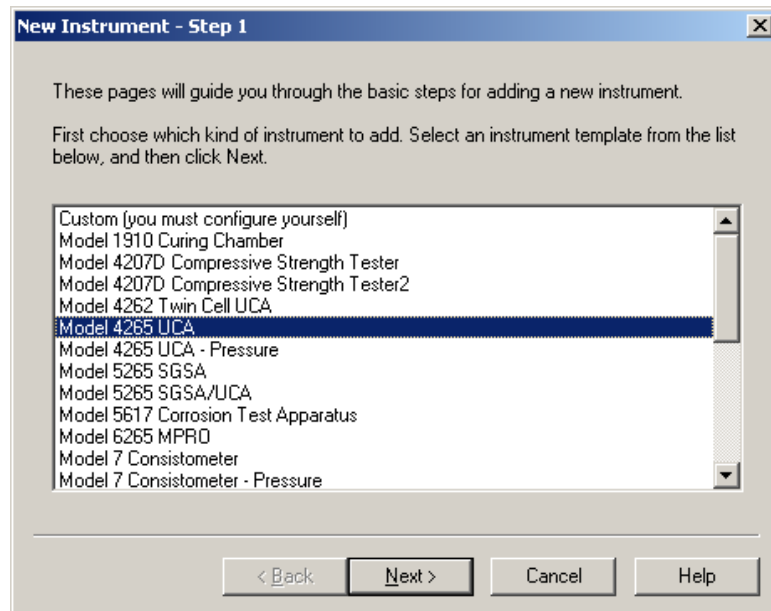 New Instrument - Step 1
These pages will guide you through the basic steps for adding a new instrument.
First choose which kind of instrument to add. Select an instrument template from the list
below, and then click Next.
Custom (you must configure yourself)
Model 1910 Curing Chamber
Model 4207D Compressive Strength Tester
Model 4207D Compressive Strength Tester2
Model 4262 Twin Cell UCA
Model 4265 UCA
Model 4265 UCA - Pressure
Model 5265 SGSA
Model 5265 SGSA/UCA
Model 5617 Corrosion Test Apparatus
Model 6265 MPRO
Model 7 Consistometer
Model 7 Consistometer - Pressure
< Back Next > Cancel Help